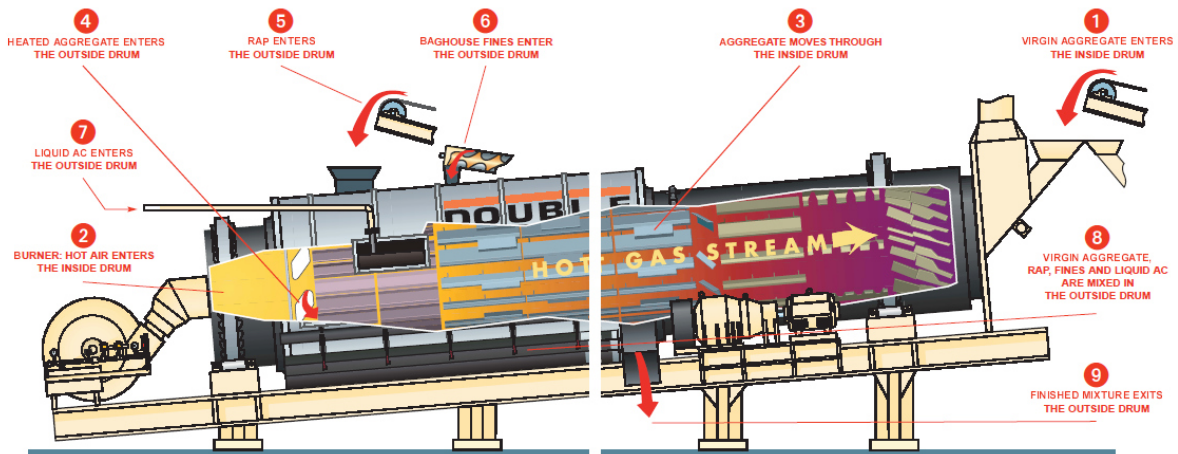 4
HEATED AGGREGATE ENTERS
THE OUTSIDE DRUM
5
RAP ENTERS
THE OUTSIDE DRUM
6
BAGHOUSE FINES ENTER
THE OUTSIDE DRUM
3
AGGREGATE MOVES THROUGH
THE INSIDE DRUM
1
VIRGIN AGGREGATE ENTERS
THE INSIDE DRUM
7
LIQUID AC ENTERS
THE OUTSIDE DRUM
DOUBLE
2
BURNER: HOT AIR ENTERS
THE INSIDE DRUM
HOT GAS STREAM
8
VIRGIN AGGREGATE,
RAP, FINES AND LIQUID AC
ARE MIXED IN
THE OUTSIDE DRUM
9
FINISHED MIXTURE EXITS
THE OUTSIDE DRUM